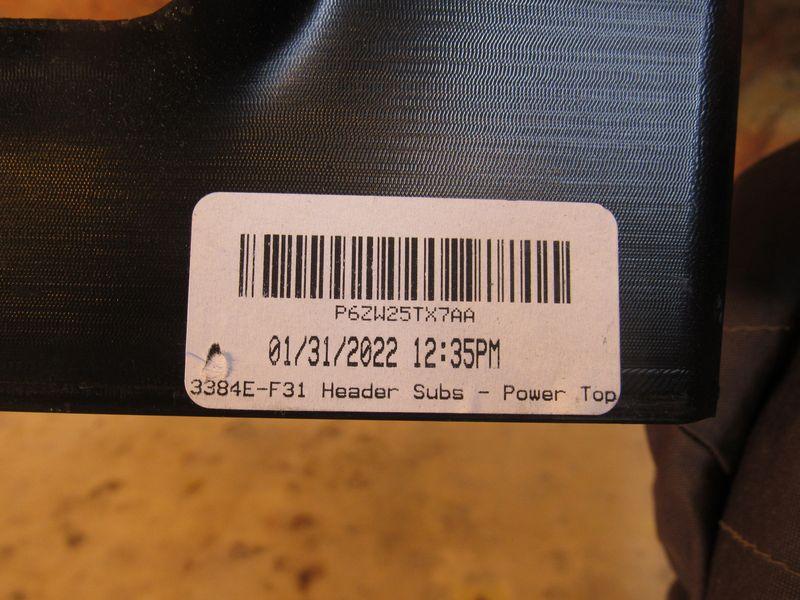 P6ZW25TX7AA
01/31/2022 12:35PM
3384E-F31 Header Subs - Power Top